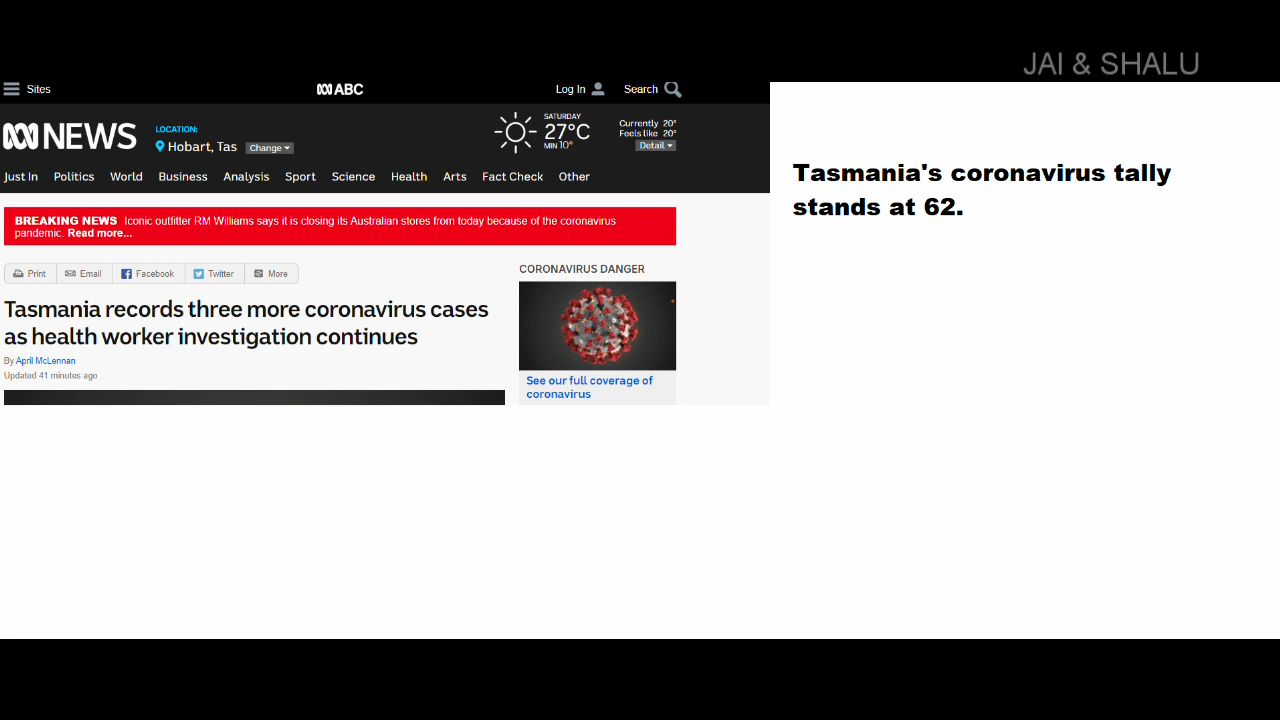 JAI & SHALU
Sites
ABC
Log In
Search
NEWS
LOCATION:
Hobart, Tas
Change
SATURDAY
27°C
MIN 10°
Currently 20°
Feels like 20°
Detail
Just In Politics World Business Analysis Sport Science Health Arts Fact Check Other
BREAKING NEWS Iconic outfitter RM Williams says it is closing its Australian stores from today because of the coronavirus
pandemic. Read more...
Print Email Facebook Twitter More
Tasmania records three more coronavirus cases
as health worker investigation continues
By April McLennan
Updated 41 minutes ago
CORONAVIRUS DANGER
See our full coverage of
coronavirus
Tasmania's coronavirus tally
stands at 62.